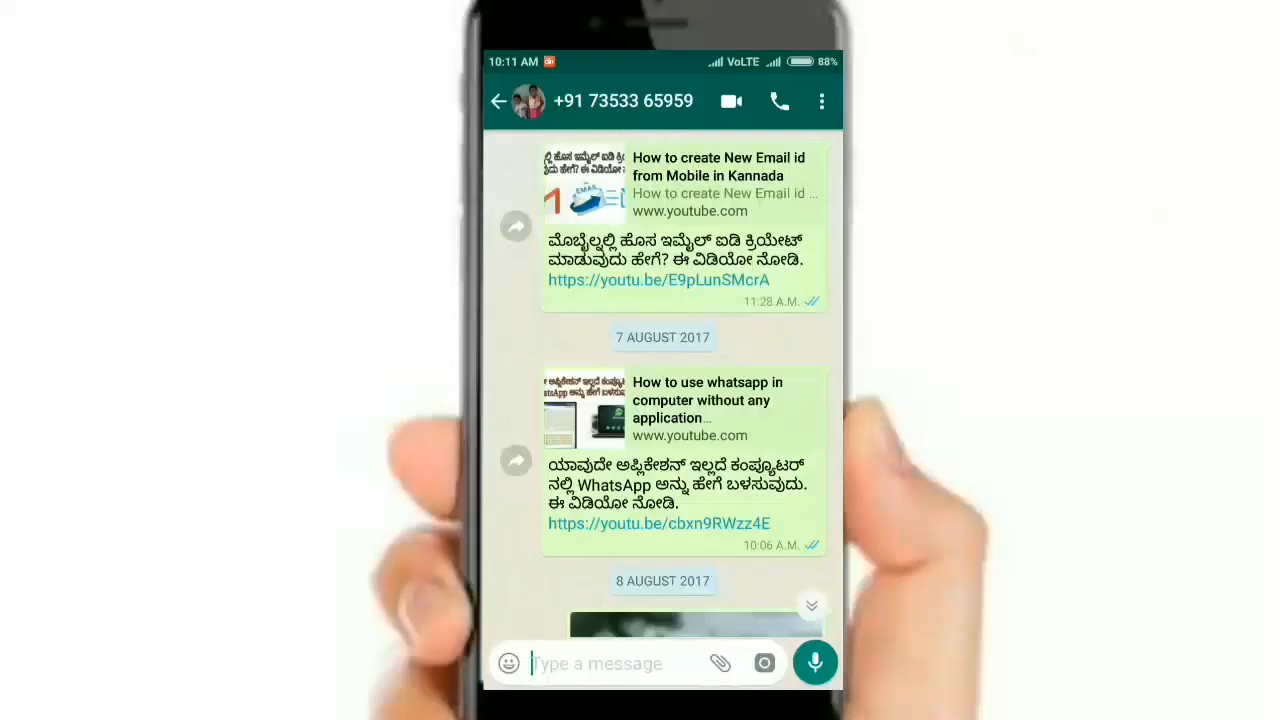 10:11 AM VoLTE 88%
+91 73533 65959
How to create New Email id
from Mobile in Kannada
How to create New Email id ...
www.youtube.com
EMAIL
ಮೊಬೈಲ್ನಲ್ಲಿ ಹೊಸ ಇಮೈಲ್ ಐಡಿ ಕ್ರಿಯೇಟ್
ಮಾಡುವುದು ಹೇಗೆ? ಈ ವಿಡಿಯೋ ನೋಡಿ.
https://youtu.be/E9pLunSMcrA
11:28 A.M.
7 AUGUST 2017
How to use whatsapp in
computer without any
application...
www.youtube.com
ಯಾವುದೇ ಅಪ್ಲಿಕೇಶನ್ ಇಲ್ಲದೆ ಕಂಪ್ಯೂಟರ್
ನಲ್ಲಿ WhatsApp ಅನ್ನು ಹೇಗೆ ಬಳಸುವುದು.
ಈ ವಿಡಿಯೋ ನೋಡಿ.
https://youtu.be/cbxn9RWzz4E
10:06 A.M.
8 AUGUST 2017
Type a message